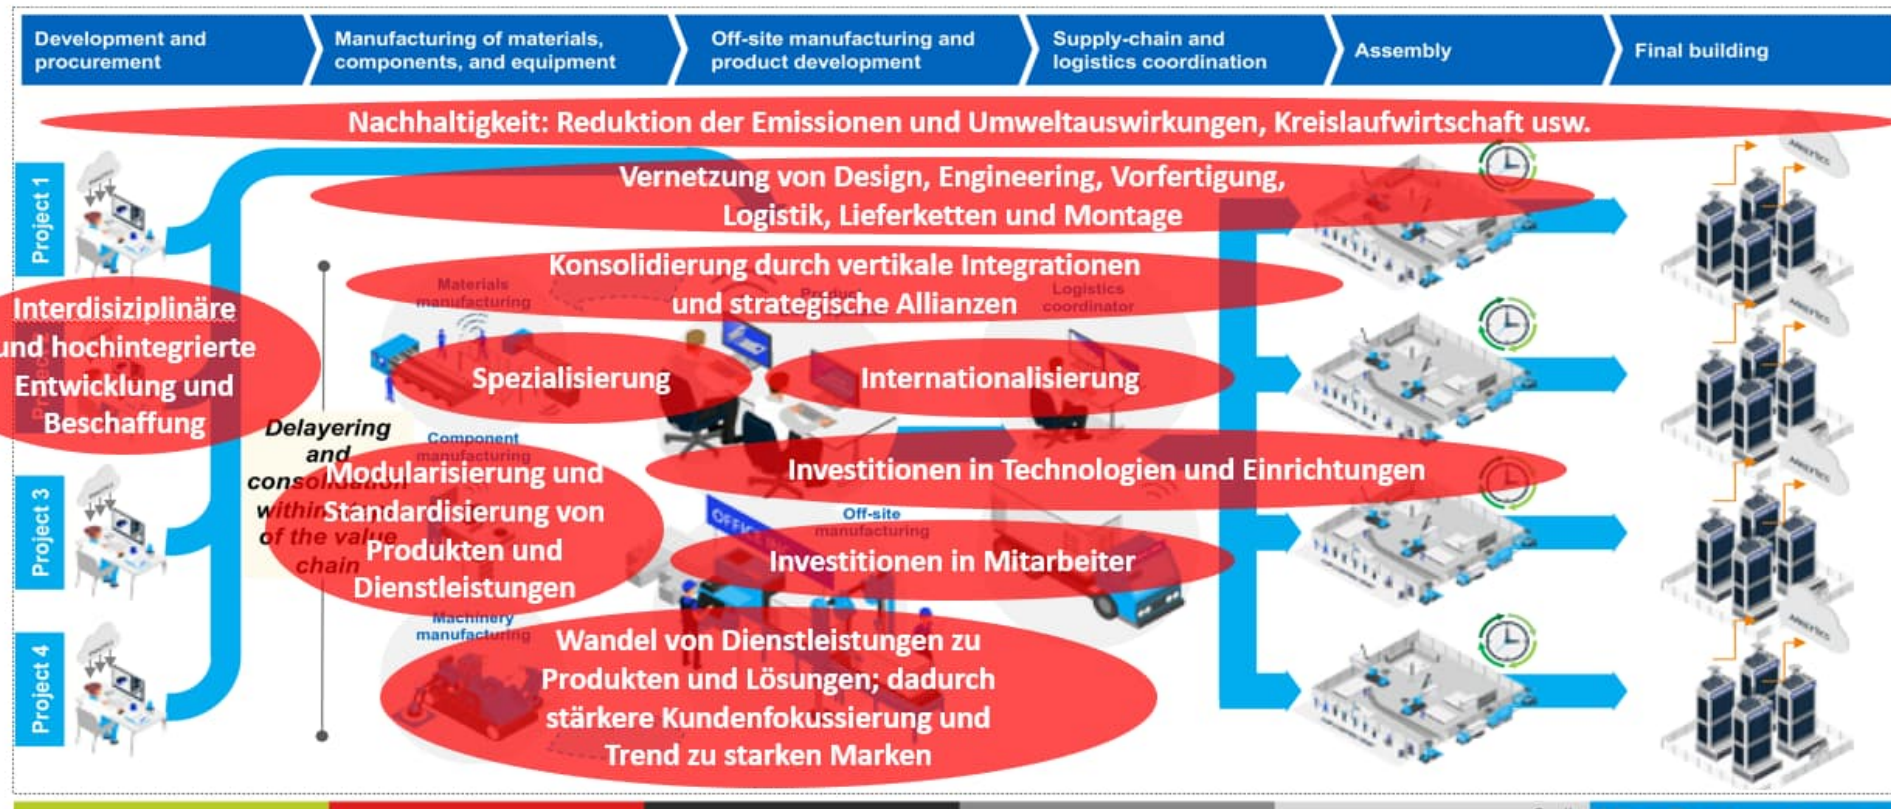 Development and
procurement
Manufacturing of materials,
components, and equipment
Off-site manufacturing and
product development
Supply-chain and
logistics coordination
Assembly
Final building
Nachhaltigkeit: Reduktion der Emissionen und Umweltauswirkungen, Kreislaufwirtschaft usw.
Project 1
Vernetzung von Design, Engineering, Vorfertigung,
Logistik, Lieferketten und Montage
Konsolidierung durch vertikale Integrationen
und strategische Allianzen
Materials
manufacturing
Product
Logistics
coordinator
Interdisiziplinäre
und hochintegrierte
Entwicklung und
Beschaffung
Spezialisierung
Internationalisierung
Delayering
and
consolidation
within
of the value
chain
Component
manufacturing
Modularisierung und
Standardisierung von
Produkten und
Dienstleistungen
Investitionen in Technologien und Einrichtungen
Project 3
OFFICE
Off-site
manufacturing
Investitionen in Mitarbeiter
Machinery
manufacturing
Wandel von Dienstleistungen zu
Produkten und Lösungen; dadurch
stärkere Kundenfokussierung und
Trend zu starken Marken
Project 4